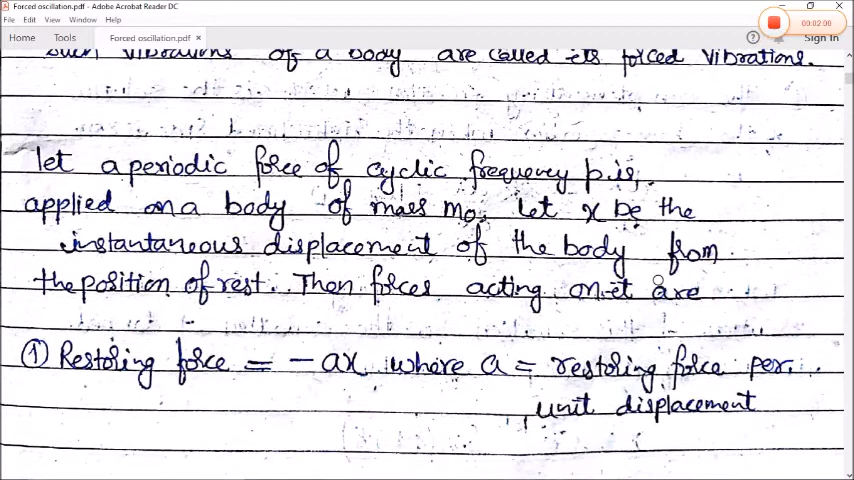 Forced oscillation.pdf - Adobe Acrobat Reader DC
File Edit View Window Help
Home Tools Forced oscillation.pdf × Sign In
00:02:00
such vibrations of a body are called its forced vibrations.
let a periodic force of cyclic frequency p is
applied on a body of mass m. Let x be the
instantaneous displacement of the body from
the position of rest. Then forces acting on it are
① Restoring force = -ax where a = restoring force per
unit displacement